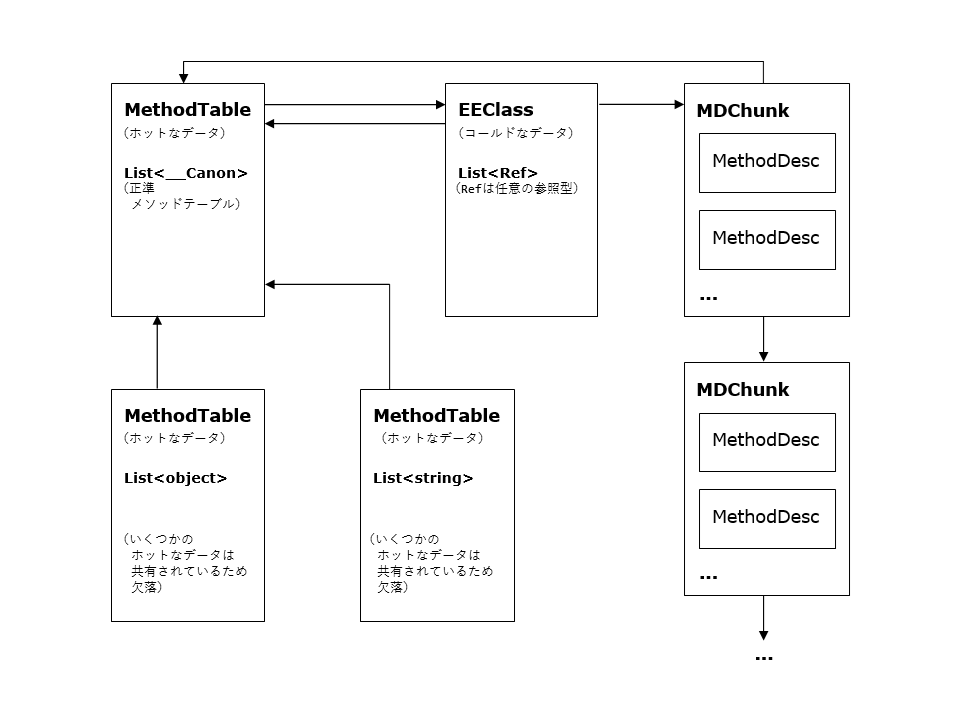 MethodTable
（ホットなデータ）
List<__Canon>
（正準
メソッドテーブル）
EEClass
（コールドなデータ）
List<Ref>
（Refは任意の参照型）
MDChunk
MethodDesc
MethodDesc
...
MethodTable
（ホットなデータ）
List<object>
（いくつかの
ホットなデータは
共有されているため
欠落）
MethodTable
（ホットなデータ）
List<string>
（いくつかの
ホットなデータは
共有されているため
欠落）
MDChunk
MethodDesc
MethodDesc
...
...